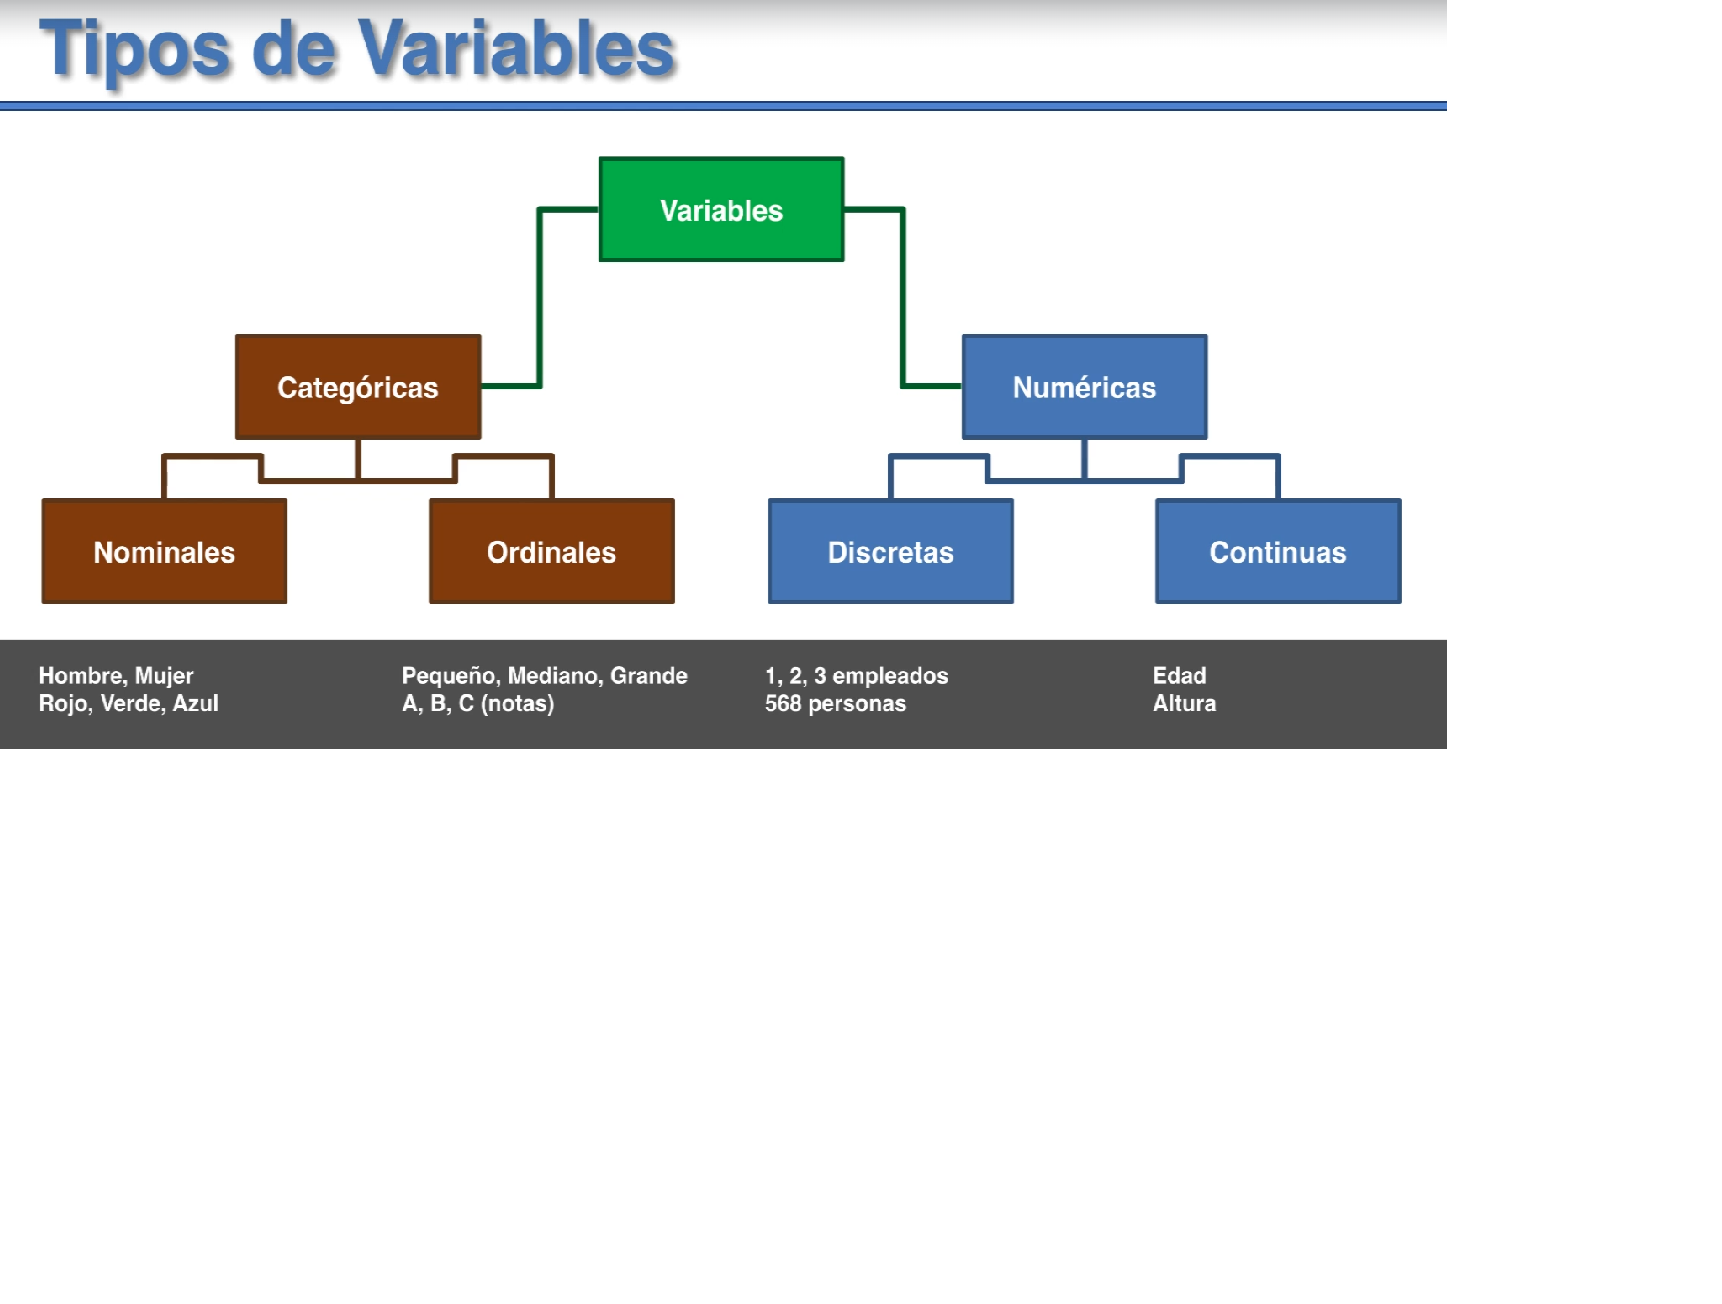 Tipos de Variables
Variables
Categóricas
Numéricas
Nominales
Ordinales
Discretas
Continuas
Hombre, Mujer
Rojo, Verde, Azul
Pequeño, Mediano, Grande
A, B, C (notas)
1, 2, 3 empleados
568 personas
Edad
Altura